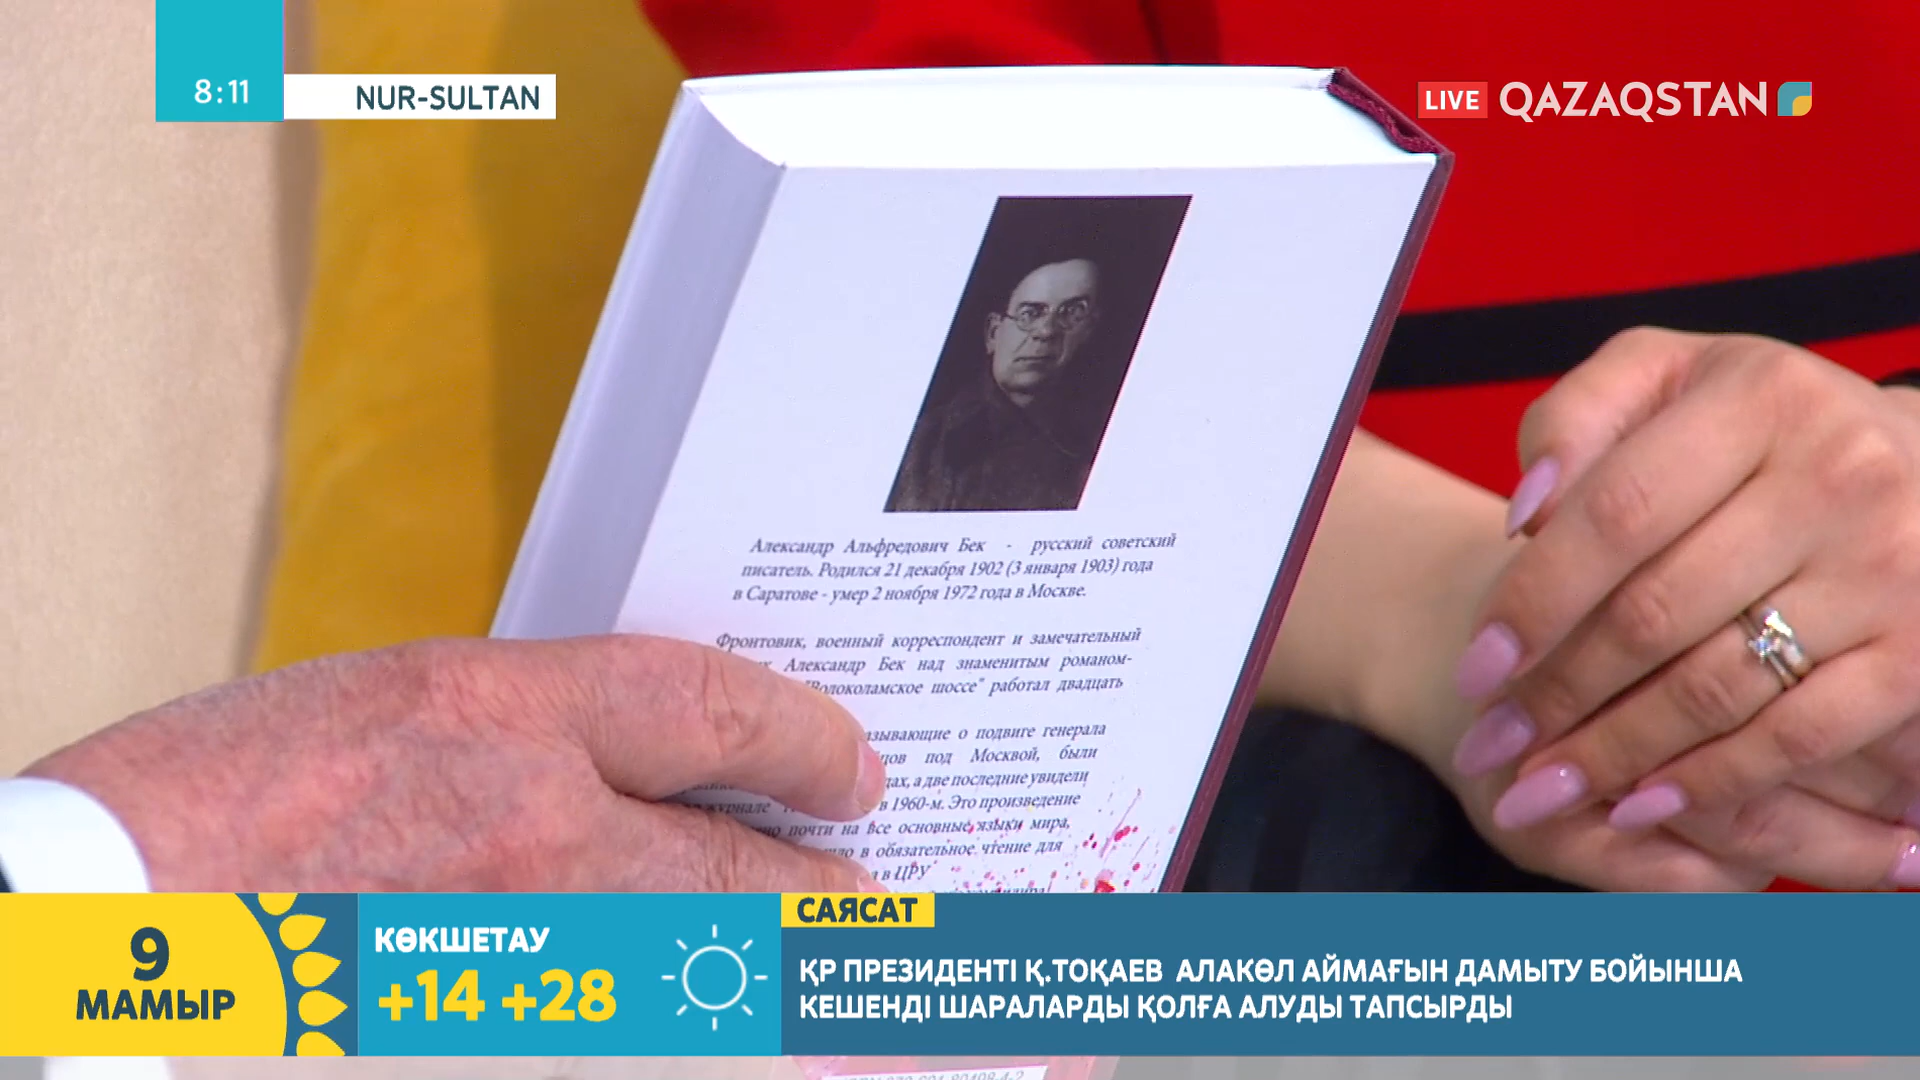 8:11
NUR-SULTAN
LIVE QAZAQSTAN
Александр Альфредович Бек - русский советский
писатель. Родился 21 декабря 1902 (3 января 1903) года
в Саратове - умер 2 ноября 1972 года в Москве.
Фронтовик, военный корреспондент и замечательный
Александр Бек над знаменитым романом-
"Волоколамское шоссе" работал двадцать
о подвиге генерала
под Москвой, были
а две последние увидели
журнале в 1960-м. Это произведение
почти на все основные языки мира,
в обязательное чтение для
в ЦРУ
9
МАМЫР
КӨКШЕТАУ
+14 +28
САЯСАТ
ҚР ПРЕЗИДЕНТІ Қ.ТОҚАЕВ АЛАКӨЛ АЙМАҒЫН ДАМЫТУ БОЙЫНША
КЕШЕНДІ ШАРАЛАРДЫ ҚОЛҒА АЛУДЫ ТАПСЫРДЫ